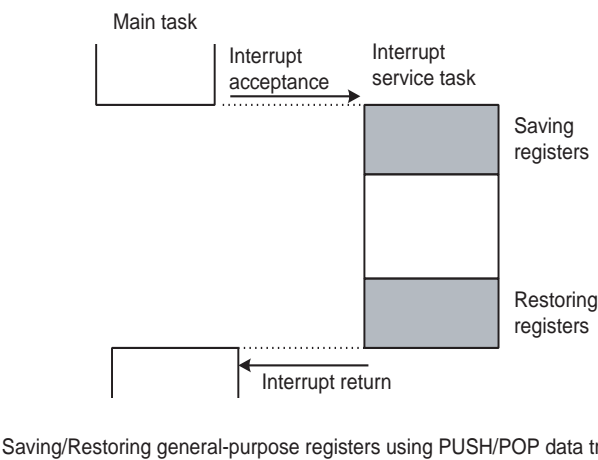 Main task
Interrupt
acceptance
Interrupt
service task
Saving
registers
Restoring
registers
Interrupt return
Saving/Restoring general-purpose registers using PUSH/POP data